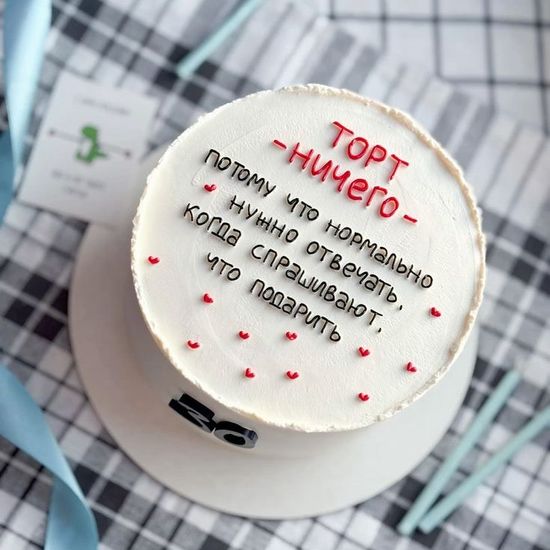 ТОРТ
-НИЧЕГО-
ПОТОМУ ЧТО НОРМАЛЬНО
НУЖНО ОТВЕЧАТЬ,
КОГДА СПРАШИВАЮТ,
ЧТО ПОДАРИТЬ